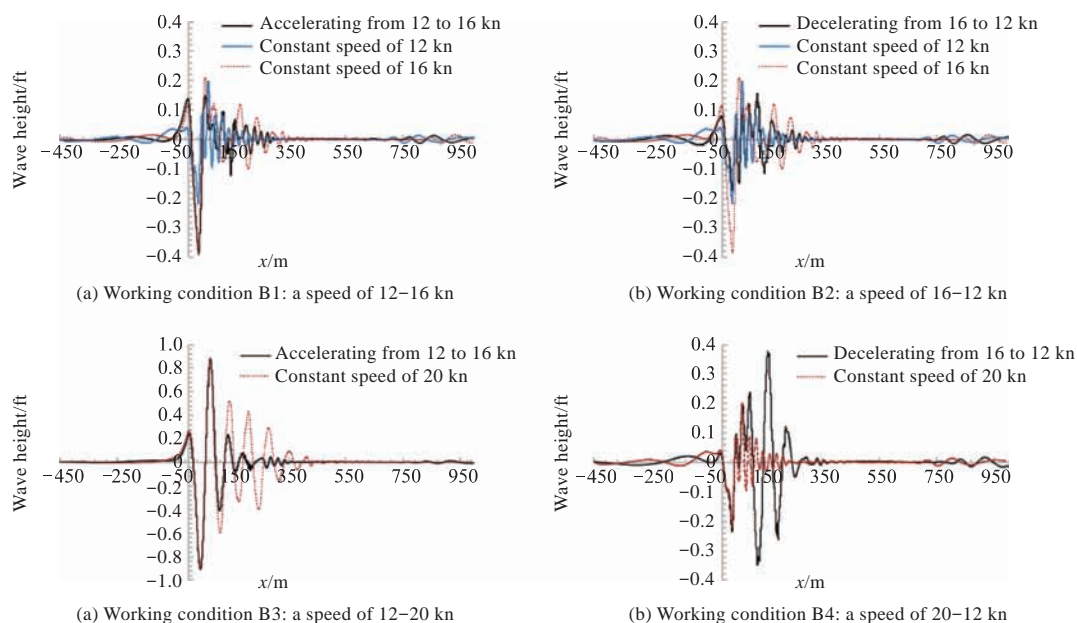 Accelerating from 12 to 16 kn
Constant speed of 12 kn
Constant speed of 16 kn
Wave height/ft
0.4
0.3
0.2
0.1
0
−0.1
−0.2
−0.3
−0.4
−450 −250 −50 150 350 550 750 950
x/m
(a) Working condition B1: a speed of 12−16 kn
Decelerating from 16 to 12 kn
Constant speed of 12 kn
Constant speed of 16 kn
Wave height/ft
0.4
0.3
0.2
0.1
0
−0.1
−0.2
−0.3
−0.4
−450 −250 −50 150 350 550 750 950
x/m
(b) Working condition B2: a speed of 16−12 kn
Accelerating from 12 to 16 kn
Constant speed of 20 kn
Wave height/ft
1.0
0.8
0.6
0.4
0.2
0
−0.2
−0.4
−0.6
−0.8
−1.0
−450 −250 −50 150 350 550 750 950
x/m
(a) Working condition B3: a speed of 12−20 kn
Decelerating from 16 to 12 kn
Constant speed of 20 kn
Wave height/ft
0.4
0.3
0.2
0.1
0
−0.1
−0.2
−0.3
−0.4
−450 −250 −50 150 350 550 750 950
x/m
(b) Working condition B4: a speed of 20−12 kn